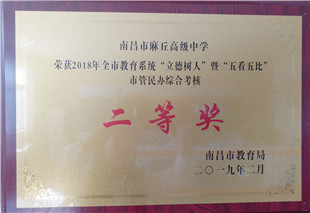 南昌市麻丘高级中学
荣获2018年全市教育系统“立德树人”暨“五看五比”
市管民办综合考核
二等奖
南昌市教育局
二〇一九年二月